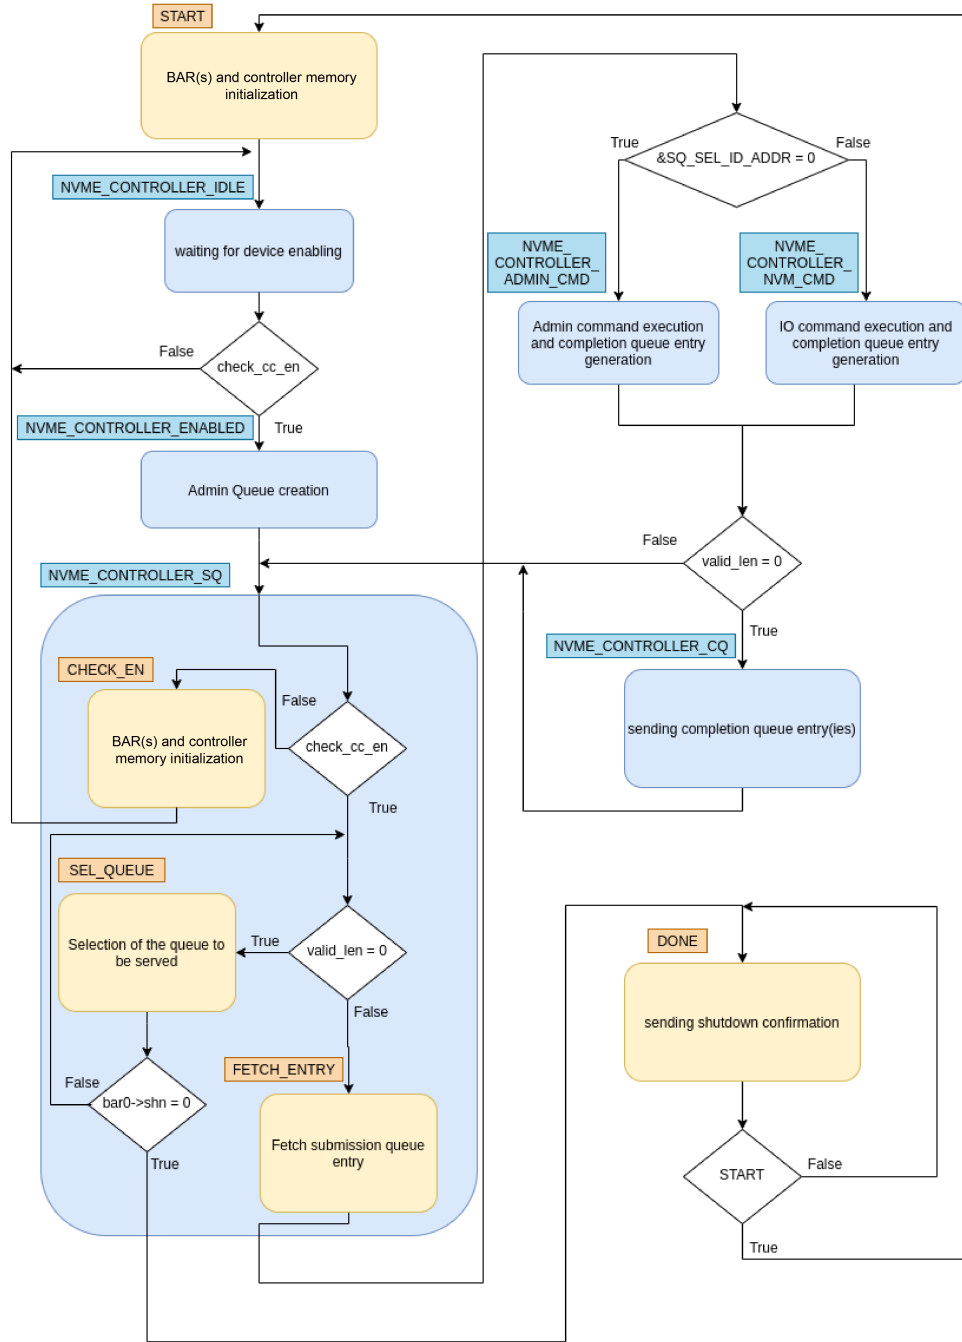 START
BAR(s) and controller memory
initialization
NVME_CONTROLLER_IDLE
waiting for device enabling
False
check_cc_en
NVME_CONTROLLER_ENABLED
True
Admin Queue creation
NVME_CONTROLLER_SQ
CHECK_EN
False
BAR(s) and controller
memory initialization
check_cc_en
True
SEL_QUEUE
Selection of the queue to
be served
True
valid_len = 0
False
FETCH_ENTRY
False
bar0->shn = 0
True
Fetch submission queue
entry
True
False
&SQ_SEL_ID_ADDR = 0
NVME_
CONTROLLER_
ADMIN_CMD
NVME_
CONTROLLER_
NVM_CMD
Admin command execution
and completion queue entry
generation
IO command execution and
completion queue entry
generation
False
valid_len = 0
True
NVME_CONTROLLER_CQ
sending completion queue entry(ies)
DONE
sending shutdown confirmation
START
False
True